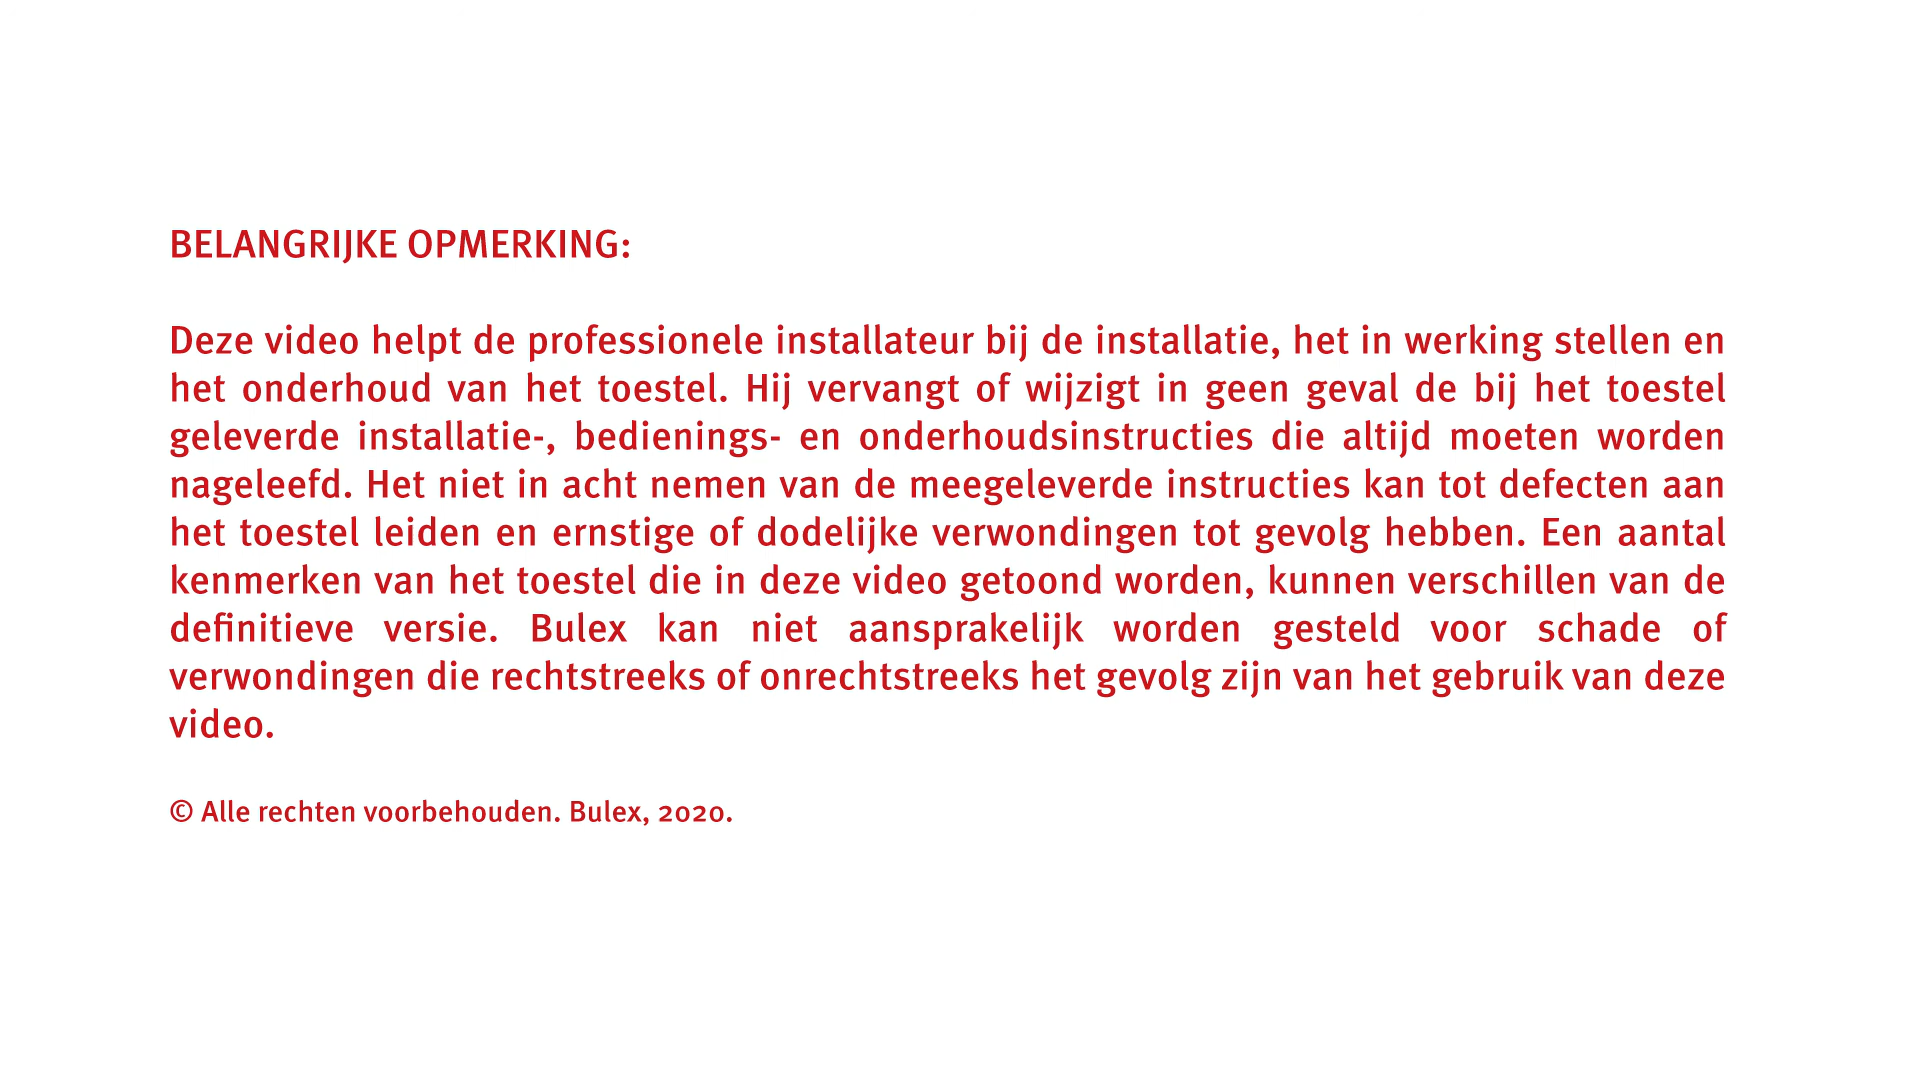 BELANGRIJKE OPMERKING:
Deze video helpt de professionele installateur bij de installatie, het in werking stellen en
het onderhoud van het toestel. Hij vervangt of wijzigt in geen geval de bij het toestel
geleverde installatie-, bedienings- en onderhoudsinstructies die altijd moeten worden
nageleefd. Het niet in acht nemen van de meegeleverde instructies kan tot defecten aan
het toestel leiden en ernstige of dodelijke verwondingen tot gevolg hebben. Een aantal
kenmerken van het toestel die in deze video getoond worden, kunnen verschillen van de
definitieve versie. Bulex kan niet aansprakelijk worden gesteld voor schade of
verwondingen die rechtstreeks of onrechtstreeks het gevolg zijn van het gebruik van deze
video.
© Alle rechten voorbehouden. Bulex, 2020.